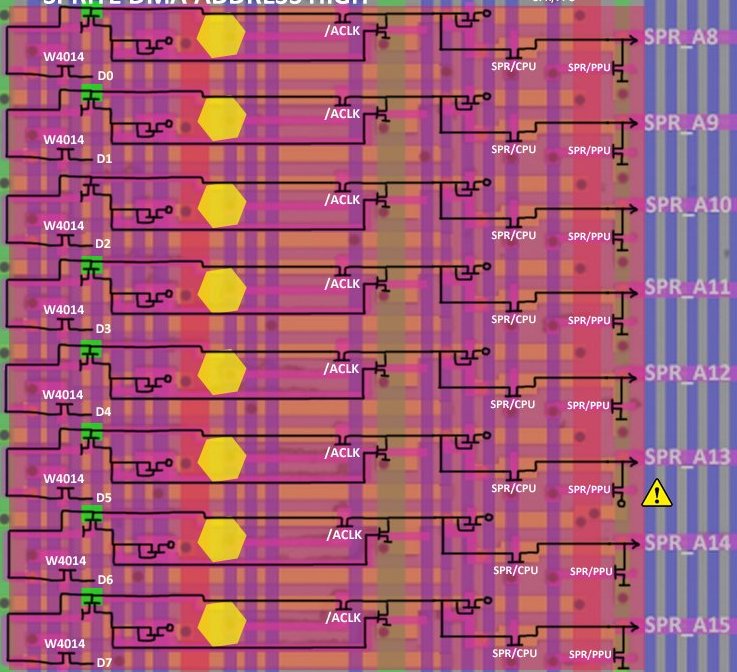 SPRITE DMA ADDRESS HIGH
/ACLK SPR_A8
W4014 SPR/CPU SPR/PPU
D0
/ACLK SPR_A9
W4014 SPR/CPU SPR/PPU
D1
/ACLK SPR_A10
W4014 SPR/CPU SPR/PPU
D2
/ACLK SPR_A11
W4014 SPR/CPU SPR/PPU
D3
/ACLK SPR_A12
W4014 SPR/CPU SPR/PPU
D4
/ACLK SPR_A13
W4014 SPR/CPU SPR/PPU
D5
/ACLK SPR_A14
W4014 SPR/CPU SPR/PPU
D6
/ACLK SPR_A15
W4014 SPR/CPU SPR/PPU
D7